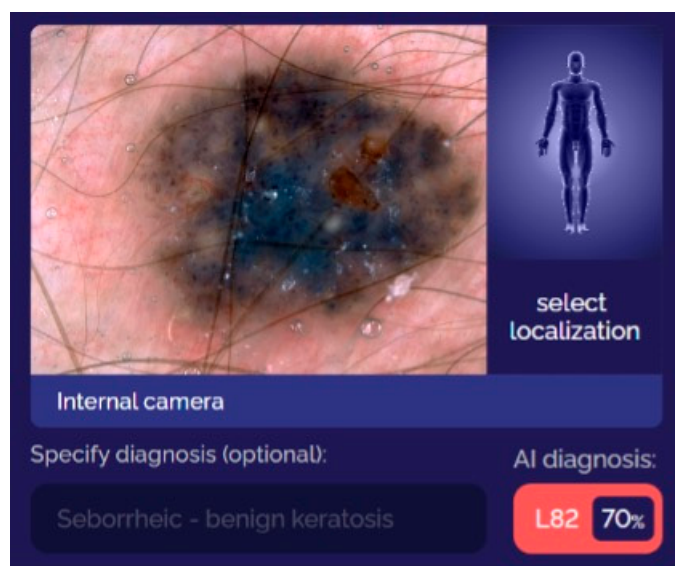 select
localization
Internal camera
Specify diagnosis (optional):
AI diagnosis:
Seborrheic - benign keratosis
L82 70%